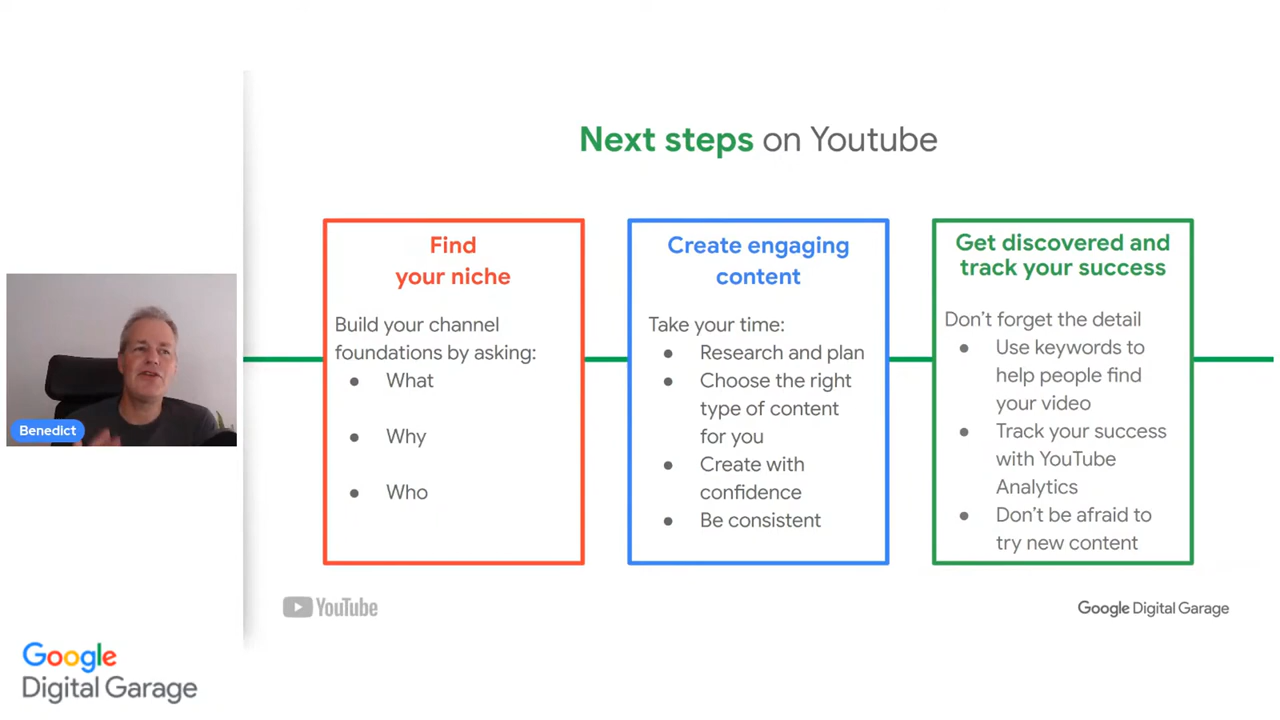 Next steps on Youtube
Find
your niche
Build your channel
foundations by asking:
● What
● Why
● Who
Create engaging
content
Take your time:
● Research and plan
● Choose the right
type of content
for you
● Create with
confidence
● Be consistent
Get discovered and
track your success
Don't forget the detail
● Use keywords to
help people find
your video
● Track your success
with YouTube
Analytics
● Don't be afraid to
try new content
Benedict
YouTube
Google Digital Garage
Google
Digital Garage